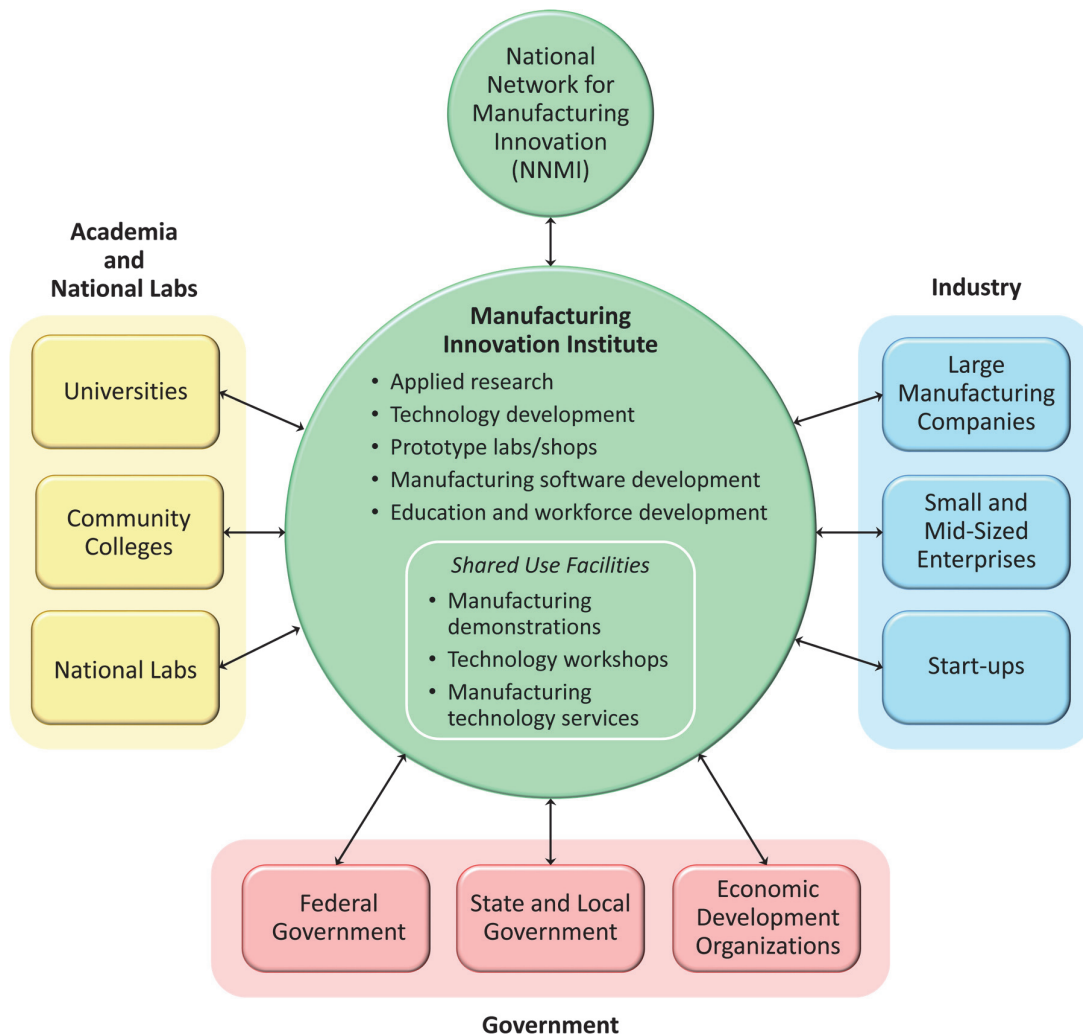 National
Network for
Manufacturing
Innovation
(NNMI)
Academia
and
National Labs
Universities
Community
Colleges
National Labs
Manufacturing
Innovation Institute
• Applied research
• Technology development
• Prototype labs/shops
• Manufacturing software development
• Education and workforce development
Shared Use Facilities
• Manufacturing
demonstrations
• Technology workshops
• Manufacturing
technology services
Industry
Large
Manufacturing
Companies
Small and
Mid-Sized
Enterprises
Start-ups
Federal
Government
State and Local
Government
Economic
Development
Organizations
Government